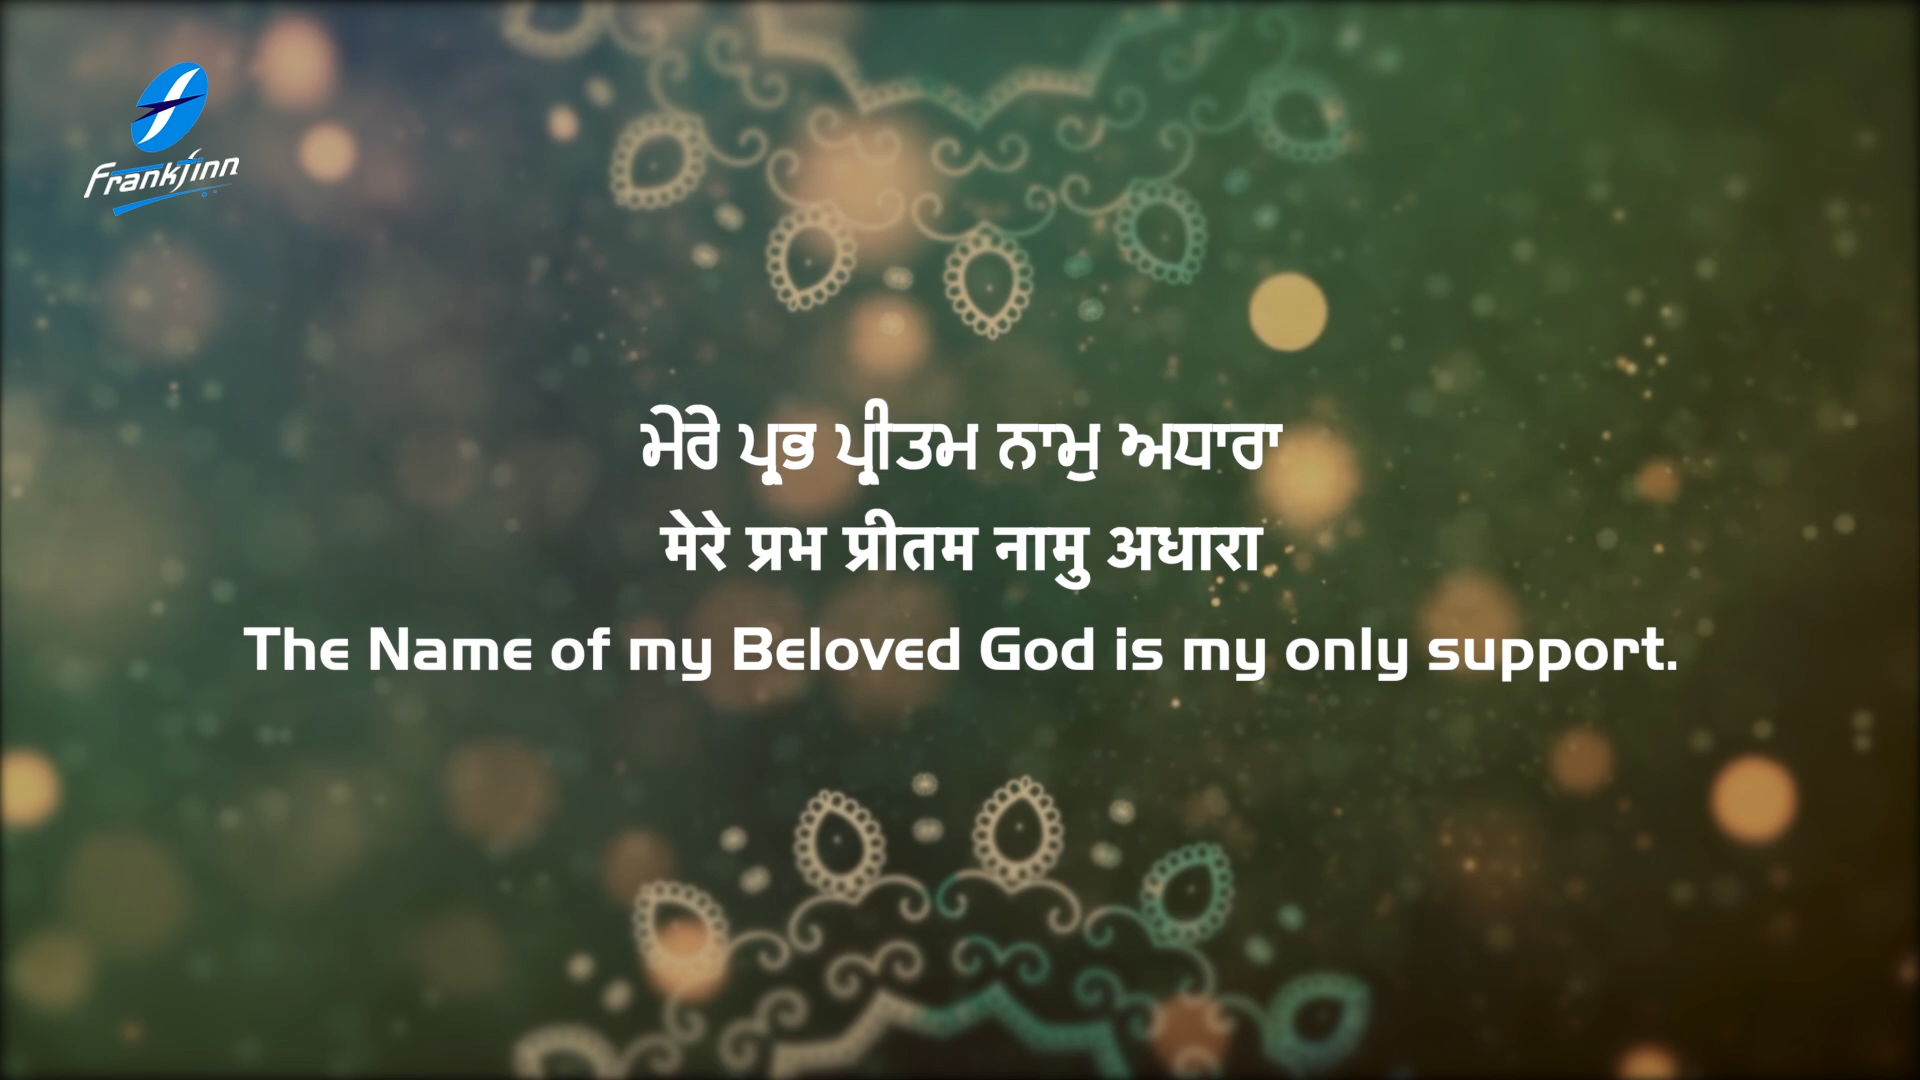 Frankfinn
ਮੇਰੇ ਪ੍ਰਭ ਪ੍ਰੀਤਮ ਨਾਮੁ ਅਧਾਰਾ
मेरे प्रभ प्रीतम नामु अधारा
The Name of my Beloved God is my only support.